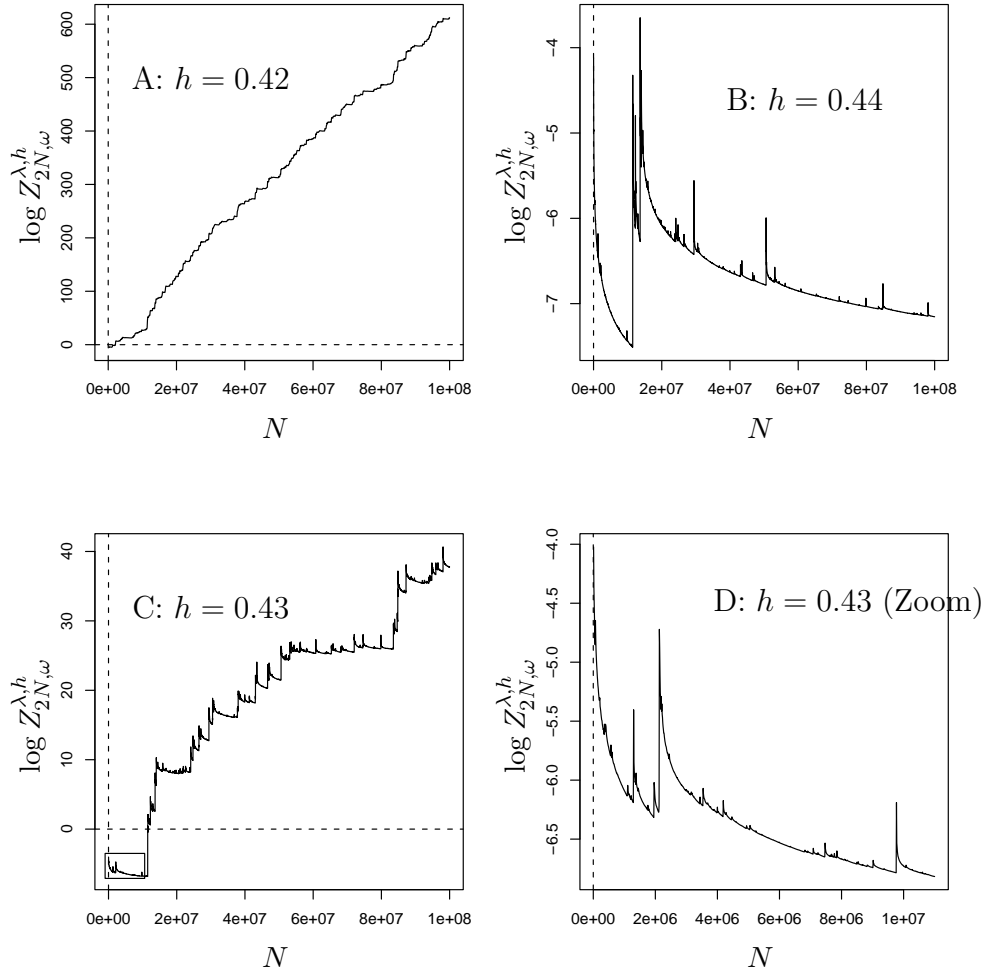 600
500
400
300
200
100
0
log Z^{λ,h}_{2N,ω}
A: h = 0.42
0e+00 2e+07 4e+07 6e+07 8e+07 1e+08
N
−4
−5
−6
−7
log Z^{λ,h}_{2N,ω}
B: h = 0.44
0e+00 2e+07 4e+07 6e+07 8e+07 1e+08
N
40
30
20
10
0
log Z^{λ,h}_{2N,ω}
C: h = 0.43
0e+00 2e+07 4e+07 6e+07 8e+07 1e+08
N
−4.0
−4.5
−5.0
−5.5
−6.0
−6.5
log Z^{λ,h}_{2N,ω}
D: h = 0.43 (Zoom)
0e+00 2e+06 4e+06 6e+06 8e+06 1e+07
N